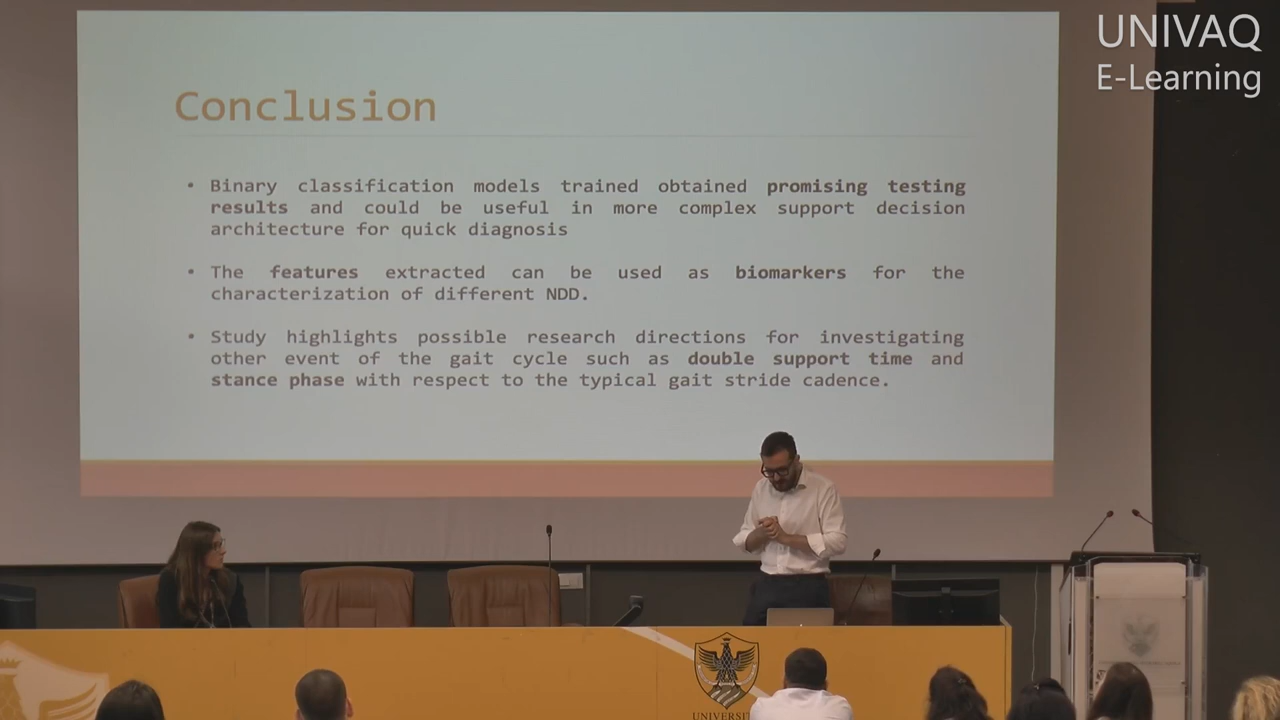 UNIVAQ
E-Learning
Conclusion
• Binary classification models trained obtained promising testing
results and could be useful in more complex support decision
architecture for quick diagnosis
• The features extracted can be used as biomarkers for the
characterization of different NDD.
• Study highlights possible research directions for investigating
other event of the gait cycle such as double support time and
stance phase with respect to the typical gait stride cadence.